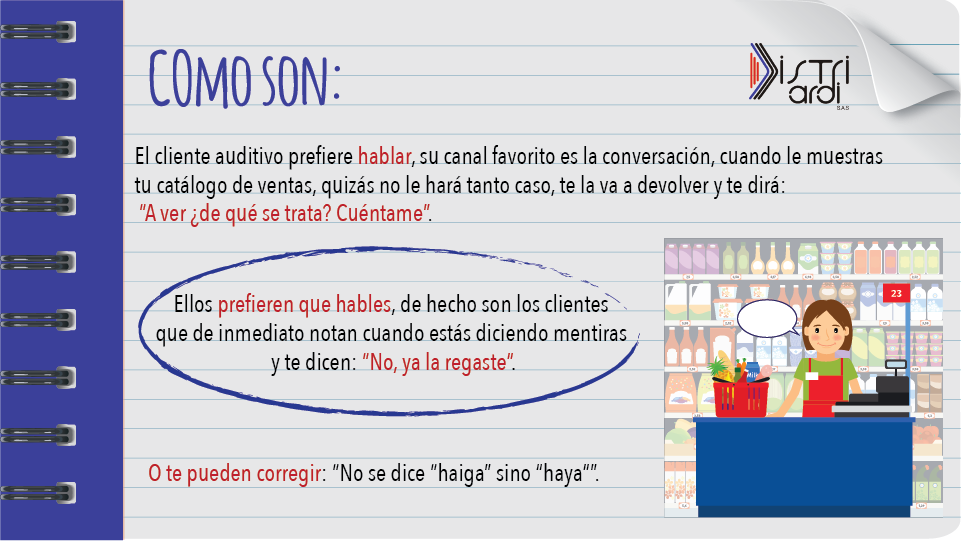 COMO SON:
Distri
ardi
SAS
El cliente auditivo prefiere hablar, su canal favorito es la conversación, cuando le muestras
tu catálogo de ventas, quizás no le hará tanto caso, te la va a devolver y te dirá:
“A ver ¿de qué se trata? Cuéntame”.
Ellos prefieren que hables, de hecho son los clientes
que de inmediato notan cuando estás diciendo mentiras
y te dicen: “No, ya la regaste“.
23
Milk
O te pueden corregir: “No se dice “haiga” sino “haya“”.